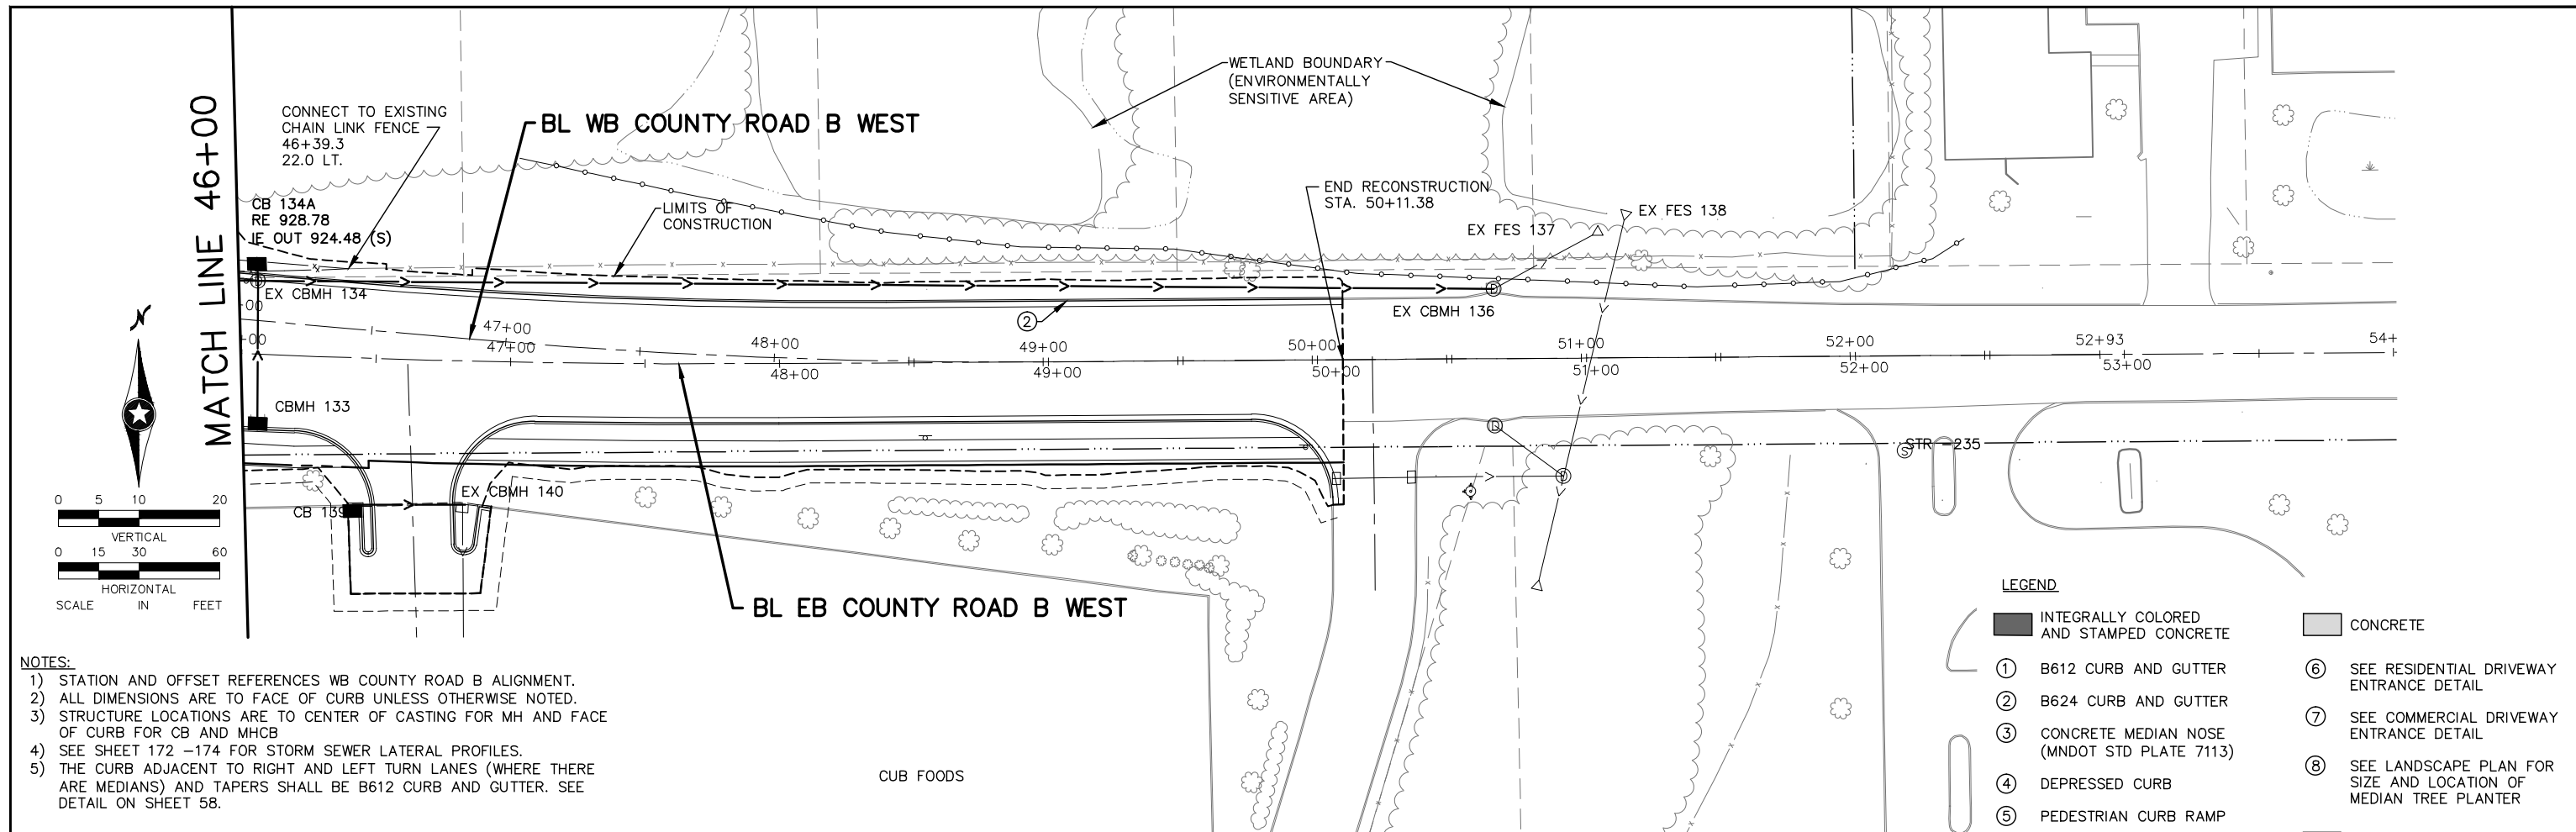 WETLAND BOUNDARY
(ENVIRONMENTALLY
SENSITIVE AREA)
CONNECT TO EXISTING
CHAIN LINK FENCE
46+39.3
22.0 LT.
BL WB COUNTY ROAD B WEST
MATCH LINE 46+00
CB 134A
RE 928.78
IE OUT 924.48 (S)
LIMITS OF
CONSTRUCTION
END RECONSTRUCTION
STA. 50+11.38
EX FES 137
EX FES 138
EX CBMH 134
EX CBMH 136
2
N
00
00
47+00
47+00
48+00
48+00
49+00
49+00
50+00
50+00
51+00
51+00
52+00
52+00
52+93
53+00
54+
CBMH 133
STR 235
EX CBMH 140
CB 139
0 5 10 20
VERTICAL
0 15 30 60
HORIZONTAL
SCALE IN FEET
BL EB COUNTY ROAD B WEST
NOTES:
1) STATION AND OFFSET REFERENCES WB COUNTY ROAD B ALIGNMENT.
2) ALL DIMENSIONS ARE TO FACE OF CURB UNLESS OTHERWISE NOTED.
3) STRUCTURE LOCATIONS ARE TO CENTER OF CASTING FOR MH AND FACE
OF CURB FOR CB AND MHCB
4) SEE SHEET 172 -174 FOR STORM SEWER LATERAL PROFILES.
5) THE CURB ADJACENT TO RIGHT AND LEFT TURN LANES (WHERE THERE
ARE MEDIANS) AND TAPERS SHALL BE B612 CURB AND GUTTER. SEE
DETAIL ON SHEET 58.
CUB FOODS
LEGEND
INTEGRALLY COLORED
AND STAMPED CONCRETE
1 B612 CURB AND GUTTER
2 B624 CURB AND GUTTER
3 CONCRETE MEDIAN NOSE
(MNDOT STD PLATE 7113)
4 DEPRESSED CURB
5 PEDESTRIAN CURB RAMP
CONCRETE
6 SEE RESIDENTIAL DRIVEWAY
ENTRANCE DETAIL
7 SEE COMMERCIAL DRIVEWAY
ENTRANCE DETAIL
8 SEE LANDSCAPE PLAN FOR
SIZE AND LOCATION OF
MEDIAN TREE PLANTER